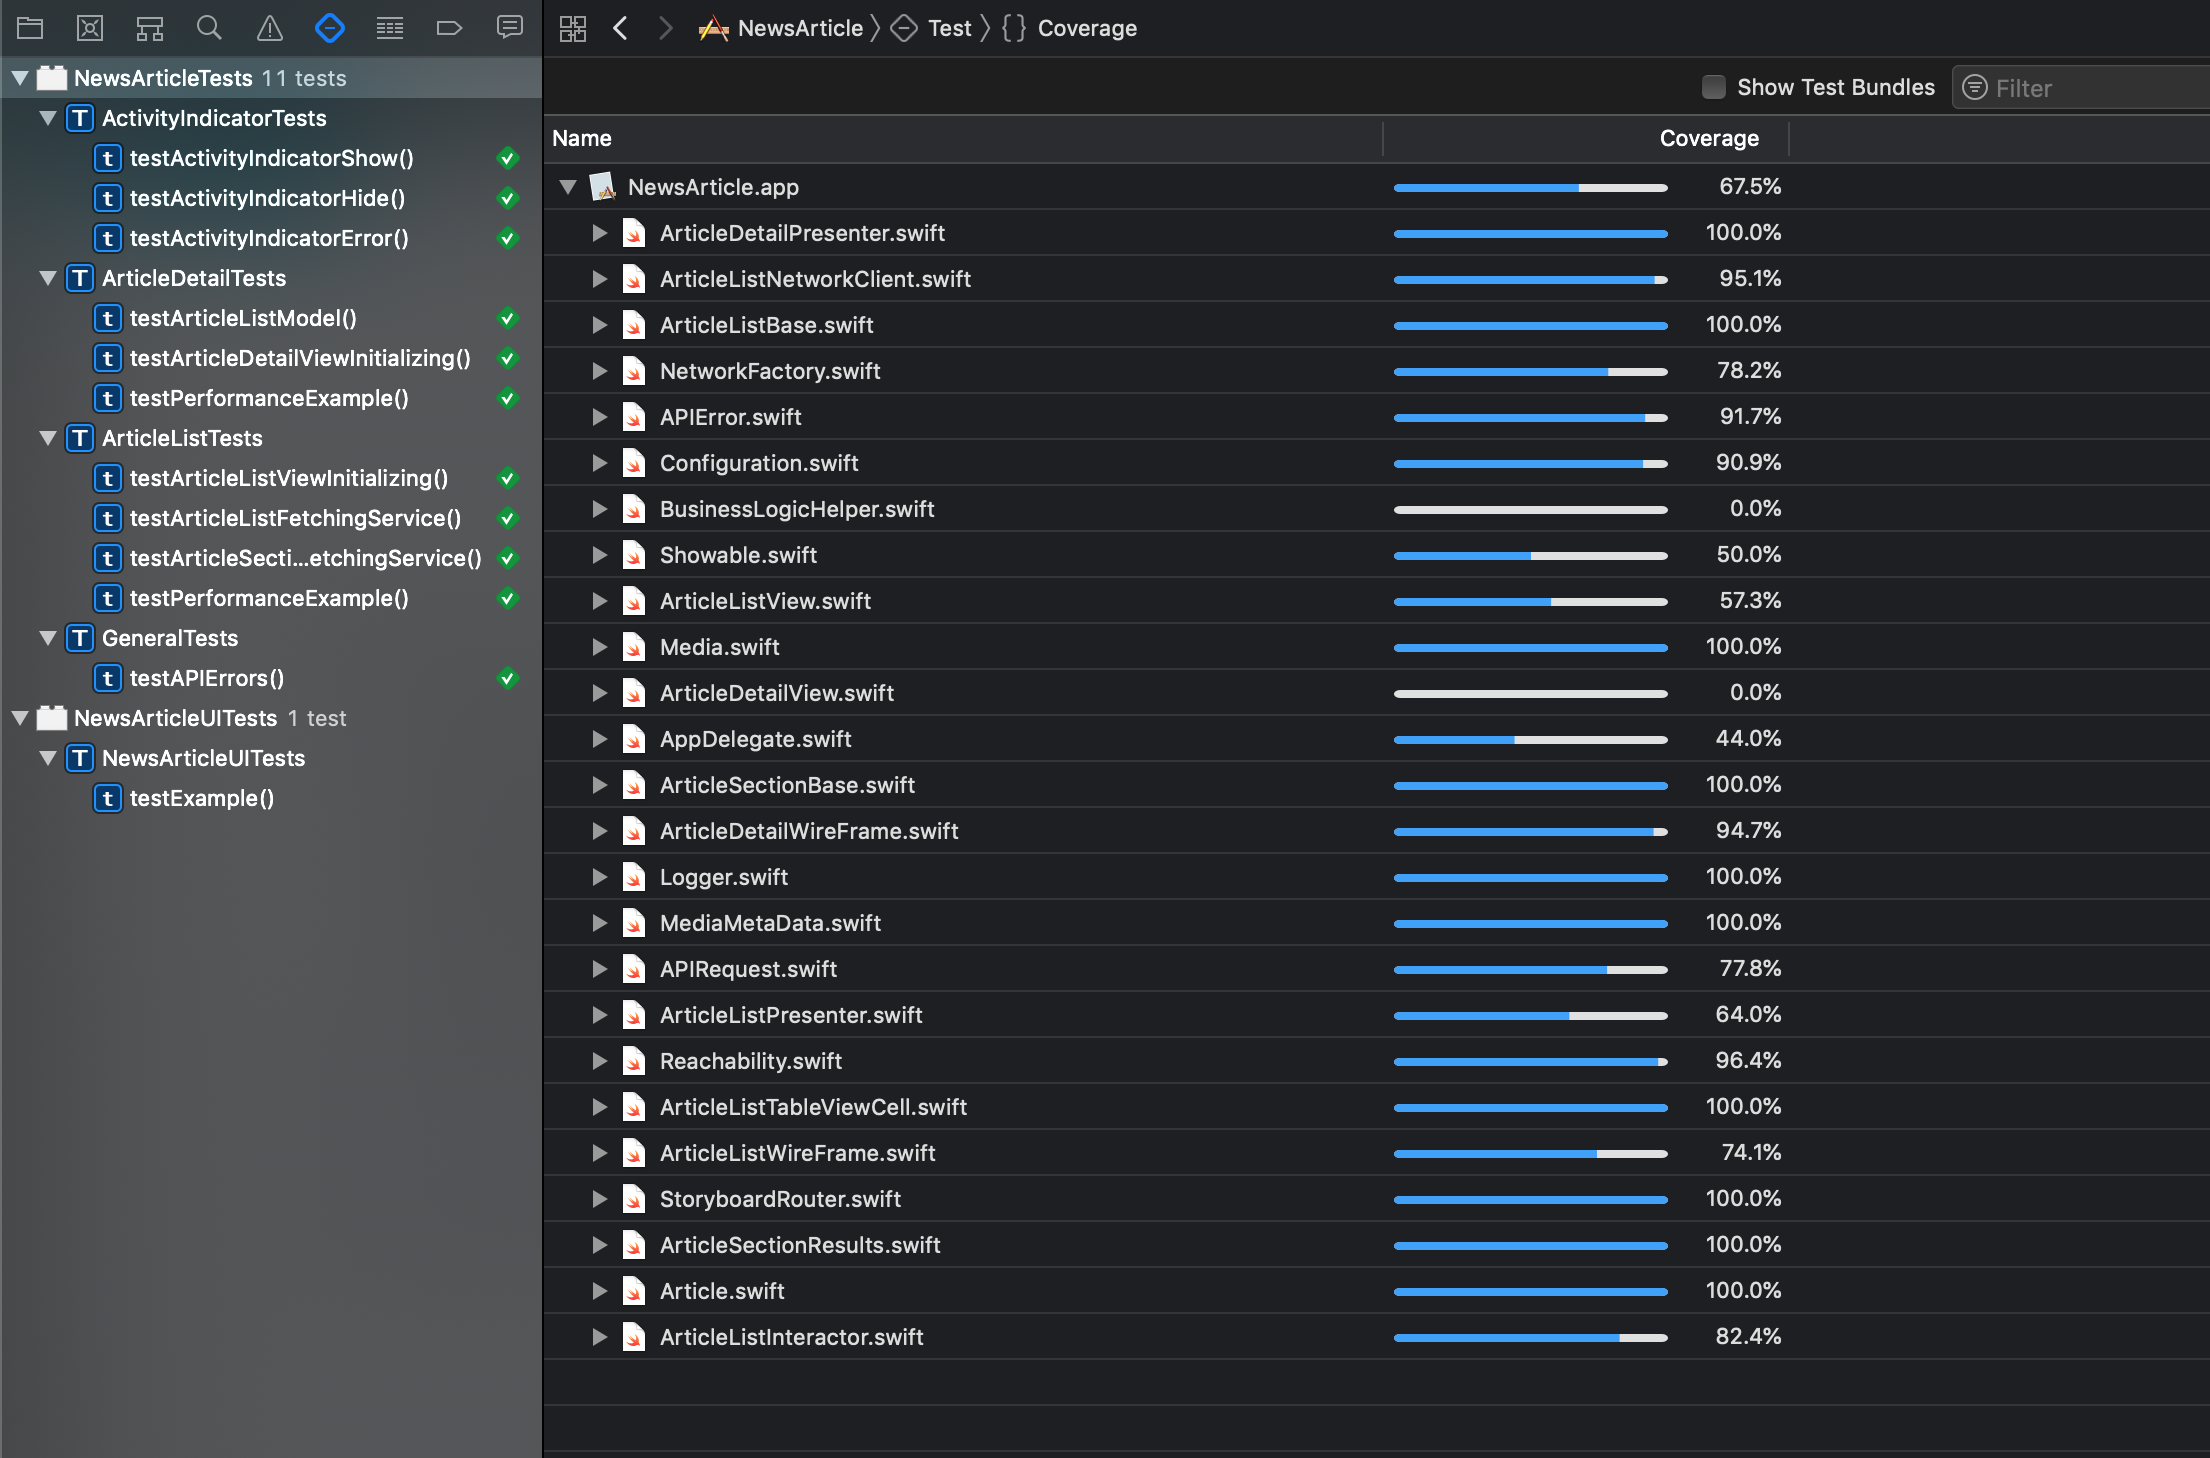 NewsArticleTests 11 tests
T ActivityIndicatorTests
t testActivityIndicatorShow()
t testActivityIndicatorHide()
t testActivityIndicatorError()
T ArticleDetailTests
t testArticleListModel()
t testArticleDetailViewInitializing()
t testPerformanceExample()
T ArticleListTests
t testArticleListViewInitializing()
t testArticleListFetchingService()
t testArticleSecti...etchingService()
t testPerformanceExample()
T GeneralTests
t testAPIErrors()
NewsArticleUITests 1 test
T NewsArticleUITests
t testExample()
NewsArticle Test {} Coverage
Show Test Bundles Filter
Name Coverage
NewsArticle.app 67.5%
ArticleDetailPresenter.swift 100.0%
ArticleListNetworkClient.swift 95.1%
ArticleListBase.swift 100.0%
NetworkFactory.swift 78.2%
APIError.swift 91.7%
Configuration.swift 90.9%
BusinessLogicHelper.swift 0.0%
Showable.swift 50.0%
ArticleListView.swift 57.3%
Media.swift 100.0%
ArticleDetailView.swift 0.0%
AppDelegate.swift 44.0%
ArticleSectionBase.swift 100.0%
ArticleDetailWireFrame.swift 94.7%
Logger.swift 100.0%
MediaMetaData.swift 100.0%
APIRequest.swift 77.8%
ArticleListPresenter.swift 64.0%
Reachability.swift 96.4%
ArticleListTableViewCell.swift 100.0%
ArticleListWireFrame.swift 74.1%
StoryboardRouter.swift 100.0%
ArticleSectionResults.swift 100.0%
Article.swift 100.0%
ArticleListInteractor.swift 82.4%